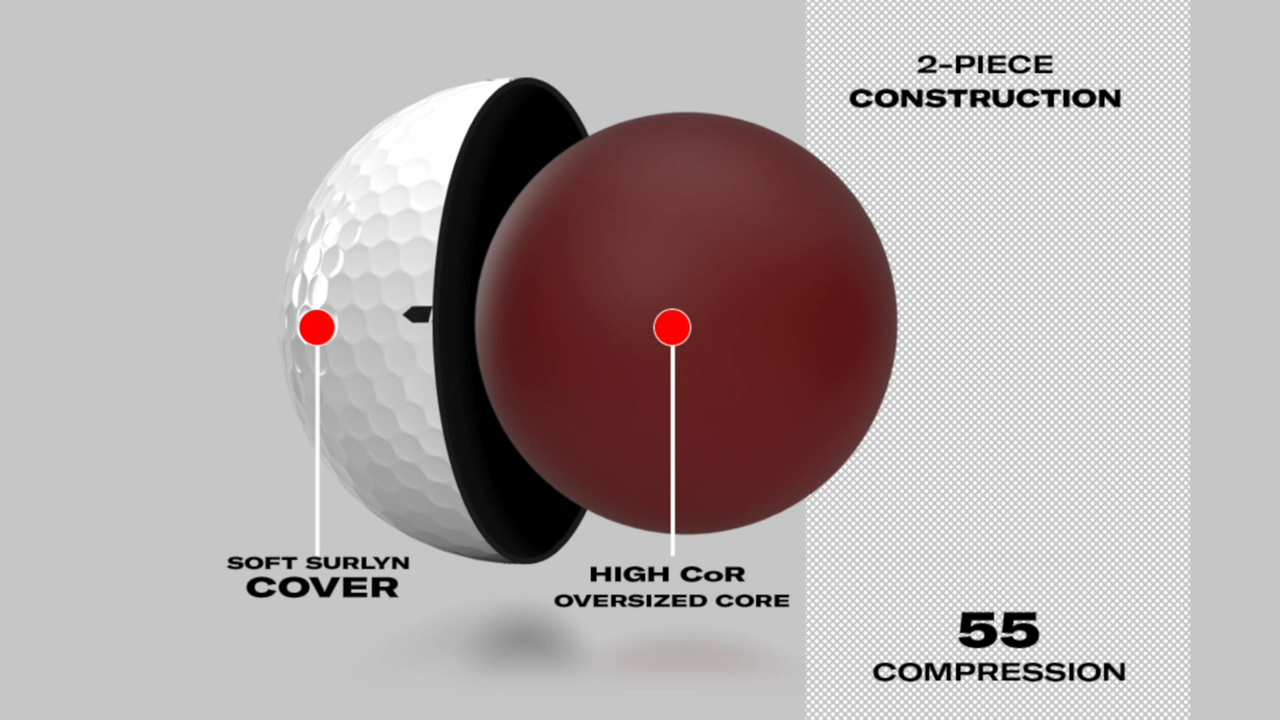 2-PIECE
CONSTRUCTION
SOFT SURLYN
COVER
HIGH CoR
OVERSIZED CORE
55
COMPRESSION